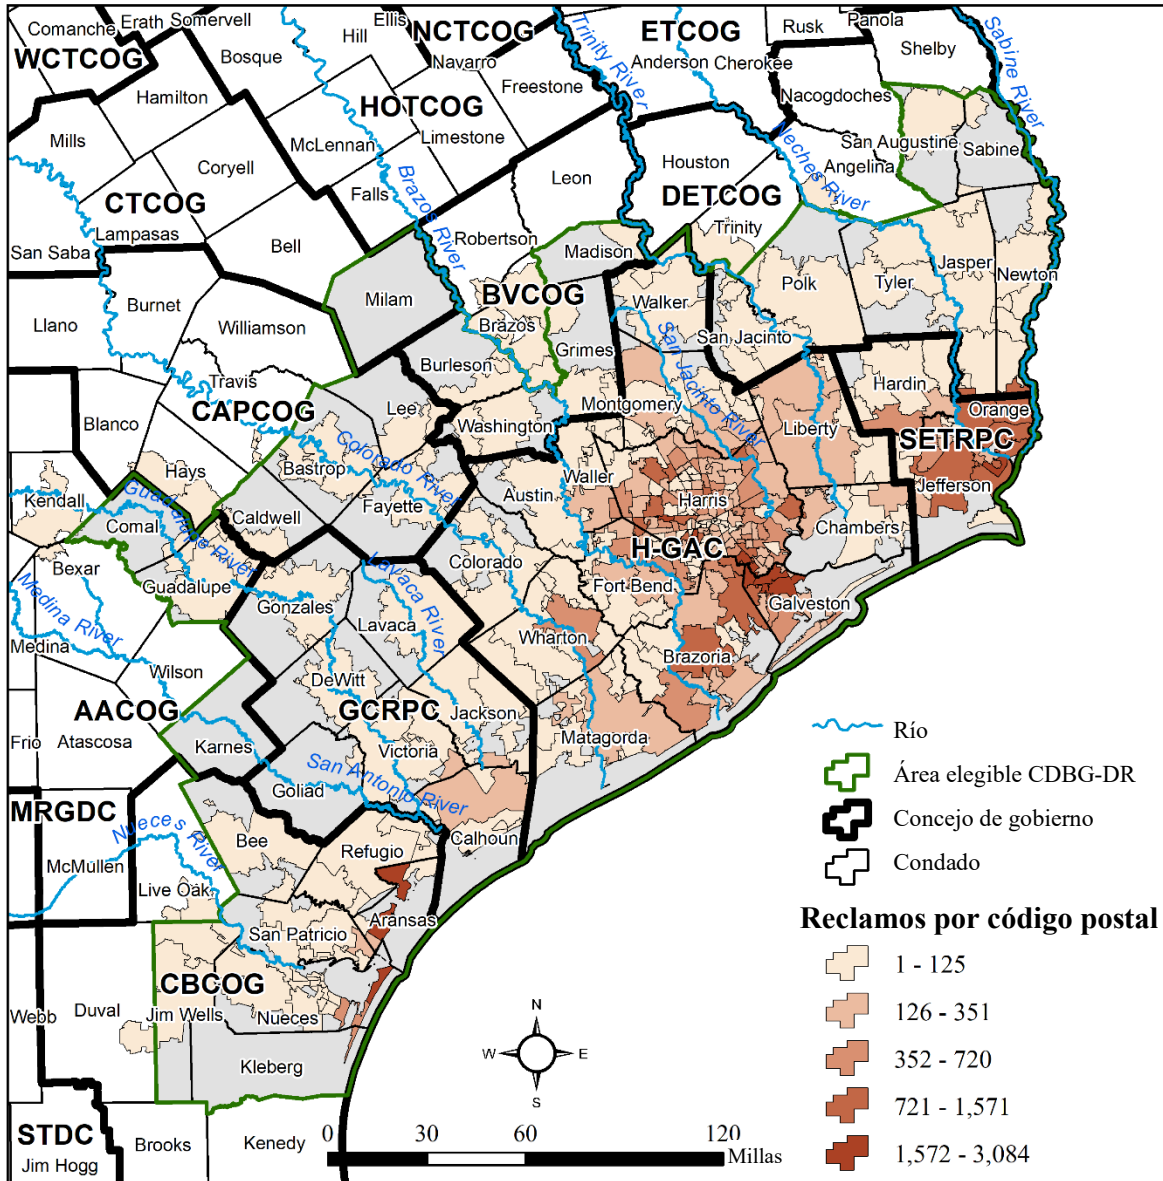 Comanche
Erath
Somervell
Bosque
Hill
Ellis
NCTCOG
Navarro
Trinity River
ETCOG
Anderson
Cherokee
Rusk
Panola
Shelby
Sabine River
WCTCOG
Hamilton
HOTCOG
Freestone
Nacogdoches
Mills
McLennan
Limestone
Neches River
San Augustine
Sabine
Coryell
Falls
Brazos River
Leon
Houston
Angelina
CTCOG
Lampasas
DETCOG
San Saba
Bell
Robertson
Madison
Trinity
Jasper
Newton
Burnet
Milam
BVCOG
Walker
Polk
Tyler
Llano
Williamson
Brazos
Grimes
San Jacinto
San Jacinto River
Travis
Burleson
Hardin
Blanco
CAPCOG
Lee
Montgomery
Orange
Washington
Liberty
SETRPC
Hays
Bastrop
Colorado River
Waller
Jefferson
Kendall
Guadalupe River
Comal
Caldwell
Fayette
Austin
Harris
Chambers
Bexar
Medina River
Guadalupe
Lavaca River
Colorado
H-GAC
Fort Bend
Galveston
Gonzales
Lavaca
Wharton
Medina
Wilson
DeWitt
Brazoria
AACOG
GCRPC
Jackson
Frio
Atascosa
Karnes
Victoria
Matagorda
Goliad
San Antonio River
MRGDC
Nueces River
Bee
Refugio
Calhoun
McMullen
Live Oak
Aransas
San Patricio
CBCOG
Webb
Duval
Jim Wells
Nueces
Kleberg
STDC
Jim Hogg
Brooks
Kenedy
Río
Área elegible CDBG-DR
Concejo de gobierno
Condado
Reclamos por código postal
1 - 125
126 - 351
352 - 720
721 - 1,571
1,572 - 3,084
N
W E
S
0 30 60 120
Millas